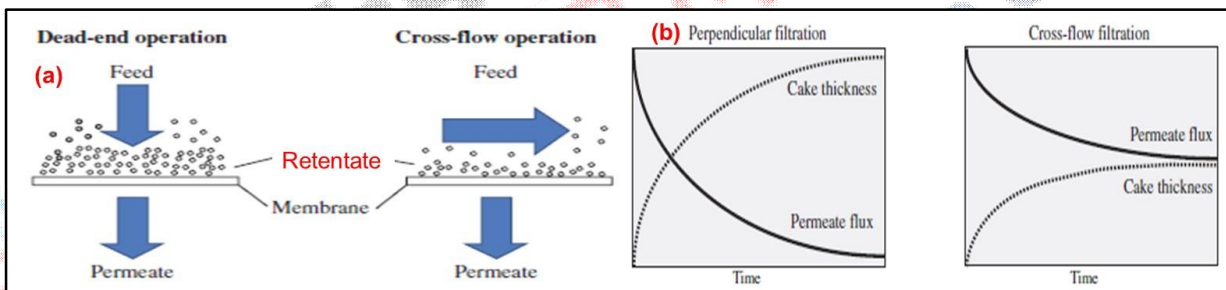 Dead-end operation
Cross-flow operation
(a)
Feed
Feed
Retentate
Membrane
Permeate
Permeate
(b)
Perpendicular filtration
Cake thickness
Permeate flux
Time
Cross-flow filtration
Permeate flux
Cake thickness
Time